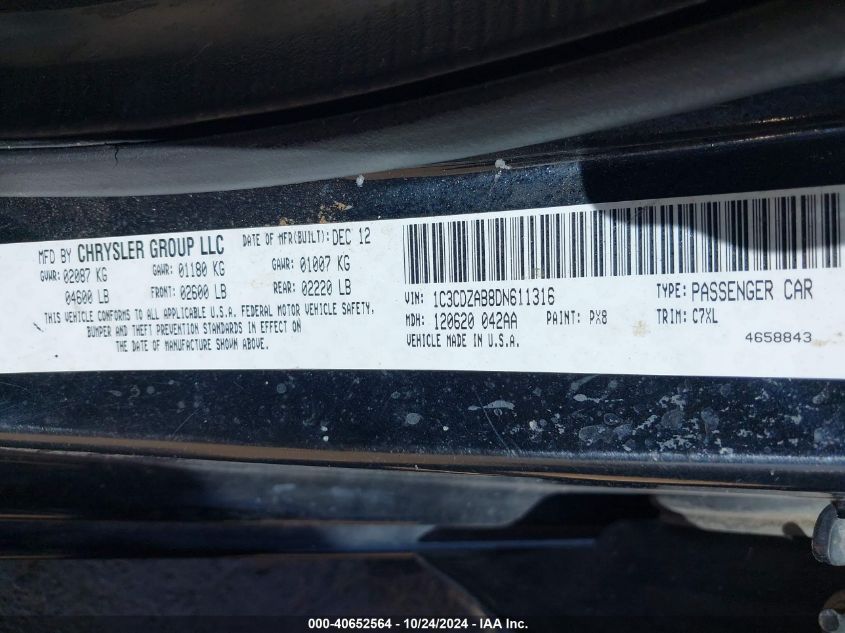 MFD BY CHRYSLER GROUP LLC DATE OF MFR(BUILT): DEC 12
GVWR: 02087 KG GAWR: 01180 KG GAWR: 01007 KG
04600 LB FRONT: 02600 LB REAR: 02220 LB
THIS VEHICLE CONFORMS TO ALL APPLICABLE U.S.A. FEDERAL MOTOR VEHICLE SAFETY,
BUMPER AND THEFT PREVENTION STANDARDS IN EFFECT ON
THE DATE OF MANUFACTURE SHOWN ABOVE.
VIN: 1C3CDZAB8DN611316 TYPE: PASSENGER CAR
MDH: 120620 042AA PAINT: PX8 TRIM: C7XL
VEHICLE MADE IN U.S.A. 4658843
000-40652564 - 10/24/2024 - IAA Inc.